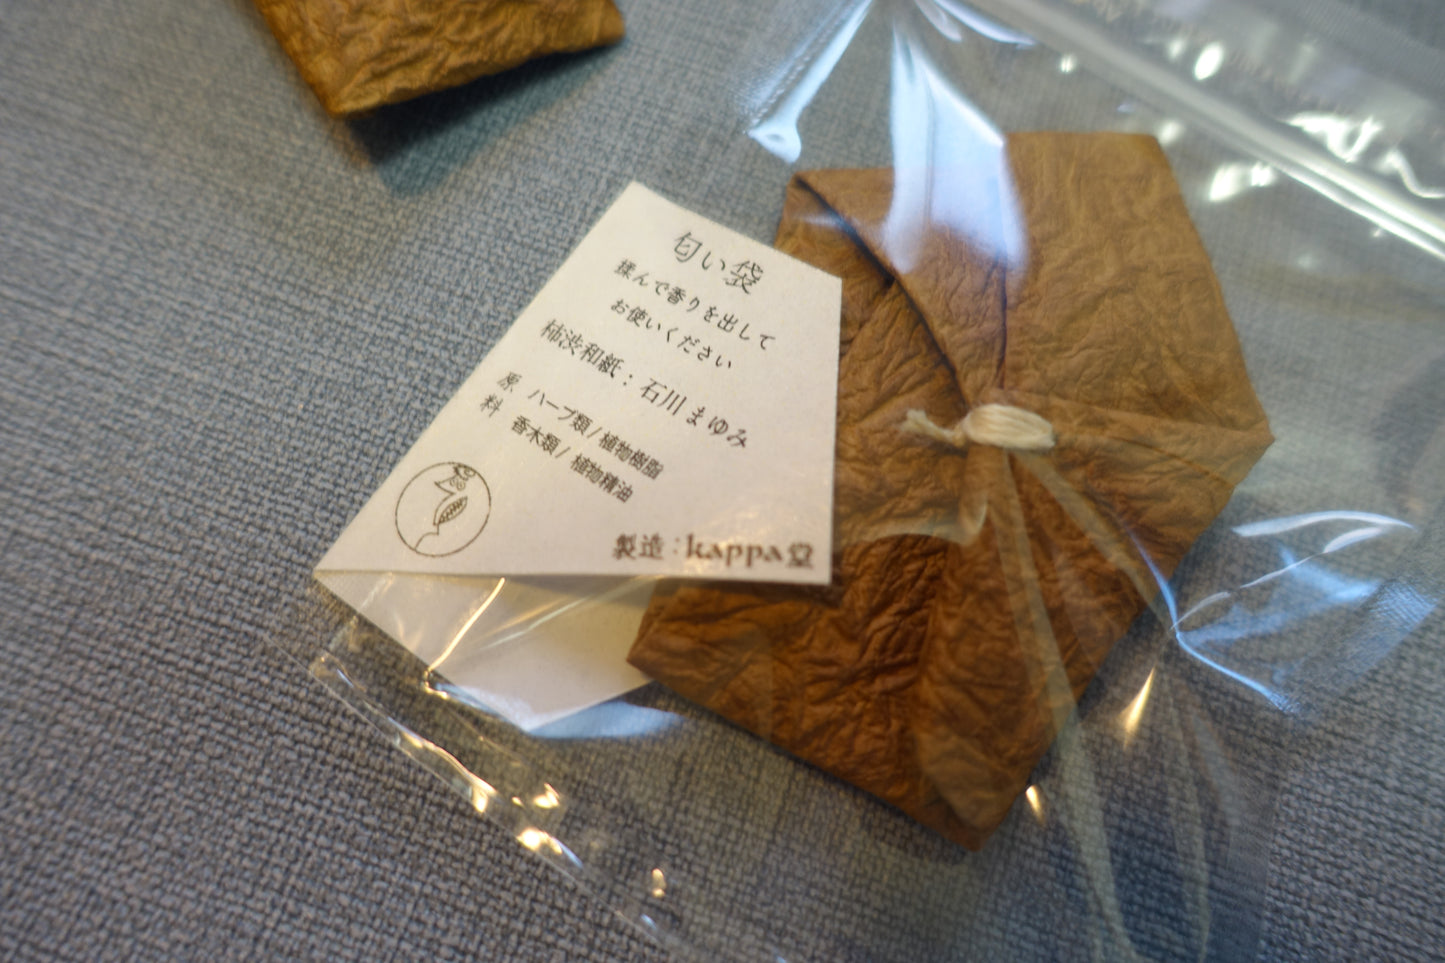 匂い袋
揉んで香りを出して
お使いください
柿渋和紙：石川まゆみ
原料 ハーブ類/植物樹脂
香木類/植物精油
製造：kappa堂